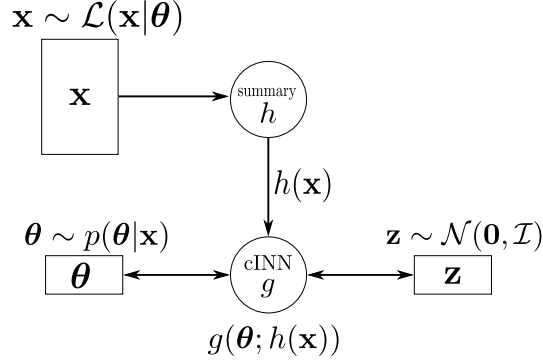 x ∼ ℒ(x|θ)
x
summary
h
h(x)
θ ∼ p(θ|x)
z ∼ 𝒩(0, ℐ)
θ
cINN
g
z
g(θ; h(x))